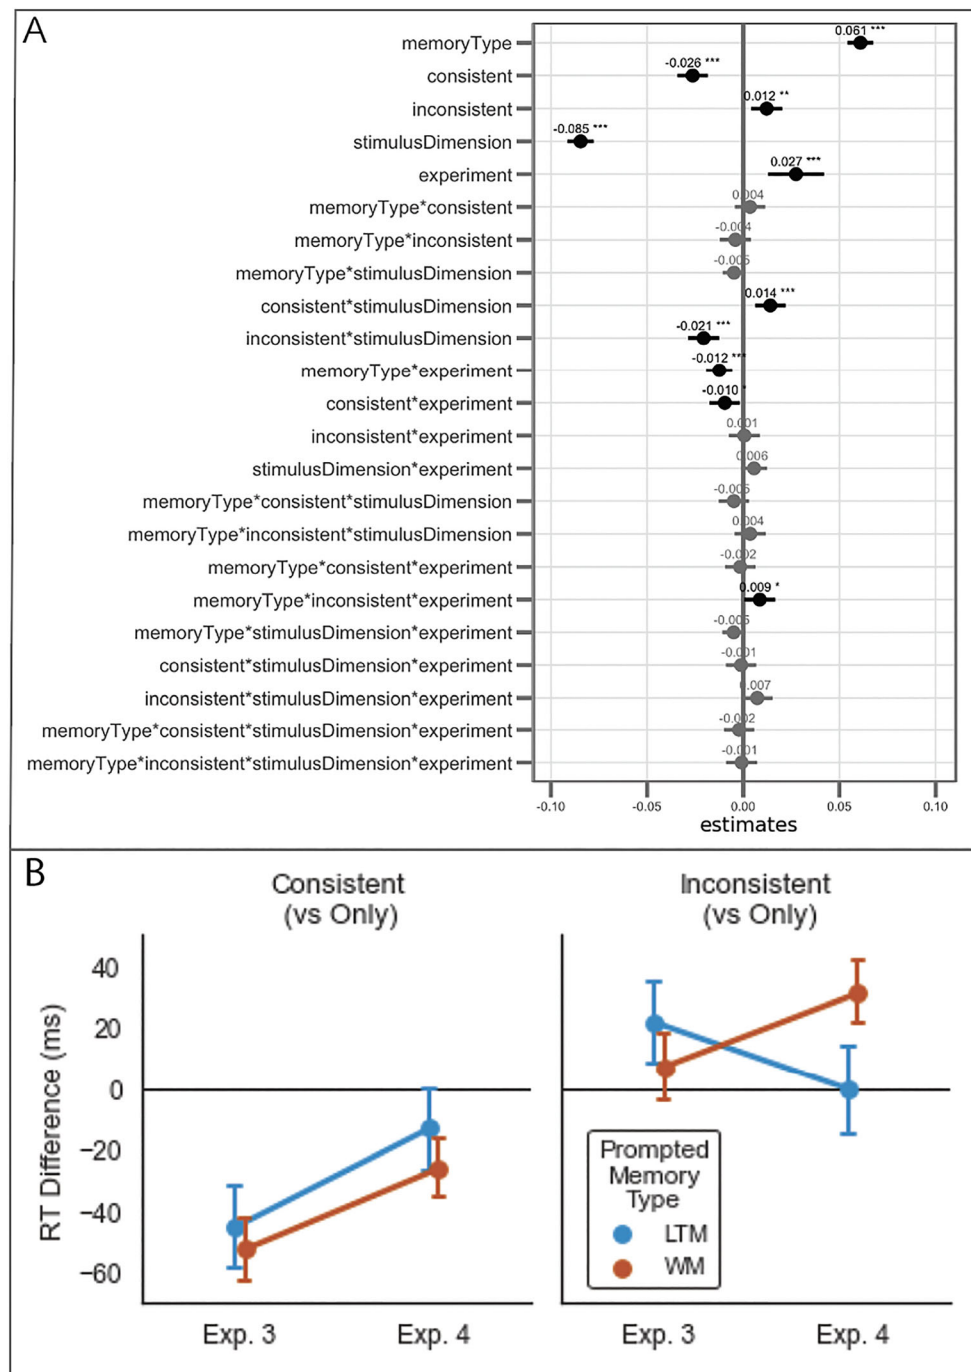 A
memoryType
0.061 ***
consistent
-0.026 ***
inconsistent
0.012 **
stimulusDimension
-0.085 ***
experiment
0.027 ***
memoryType*consistent
0.004
memoryType*inconsistent
-0.004
memoryType*stimulusDimension
-0.005
consistent*stimulusDimension
0.014 ***
inconsistent*stimulusDimension
-0.021 ***
memoryType*experiment
-0.012 ***
consistent*experiment
-0.010 *
inconsistent*experiment
0.001
stimulusDimension*experiment
0.006
memoryType*consistent*stimulusDimension
-0.005
memoryType*inconsistent*stimulusDimension
0.004
memoryType*consistent*experiment
-0.002
memoryType*inconsistent*experiment
0.009 *
memoryType*stimulusDimension*experiment
-0.005
consistent*stimulusDimension*experiment
-0.001
inconsistent*stimulusDimension*experiment
0.007
memoryType*consistent*stimulusDimension*experiment
-0.002
memoryType*inconsistent*stimulusDimension*experiment
-0.001
-0.10 -0.05 0.00 0.05 0.10
estimates
B
Consistent
(vs Only)
Inconsistent
(vs Only)
RT Difference (ms)
40
20
0
−20
−40
−60
Prompted
Memory
Type
LTM
WM
Exp. 3 Exp. 4
Exp. 3 Exp. 4